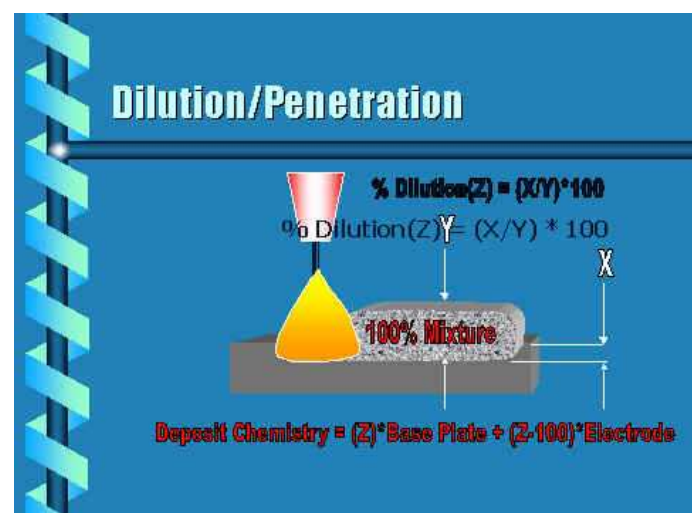 Dilution/Penetration
% Dilution(Z) = (X/Y)*100
% Dilution(Z) = (X/Y) * 100
Y
X
100% Mixture
Deposit Chemistry = (Z)*Base Plate + (Z-100)*Electrode